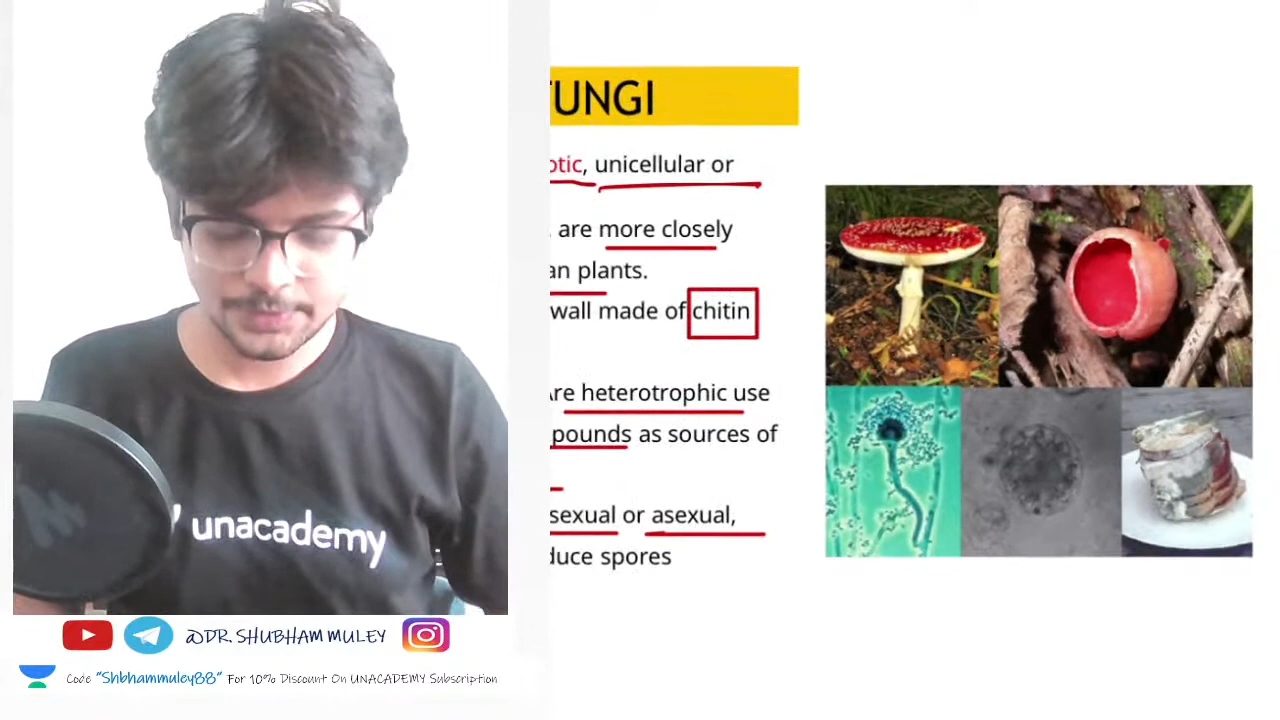 UNGI
otic, unicellular or
are more closely
an plants.
wall made of chitin
re heterotrophic use
pounds as sources of
sexual or asexual,
duce spores
unacademy
@DR. SHUBHAM MULEY
Code "Shbhammuley88" For 10% Discount On UNACADEMY Subscription